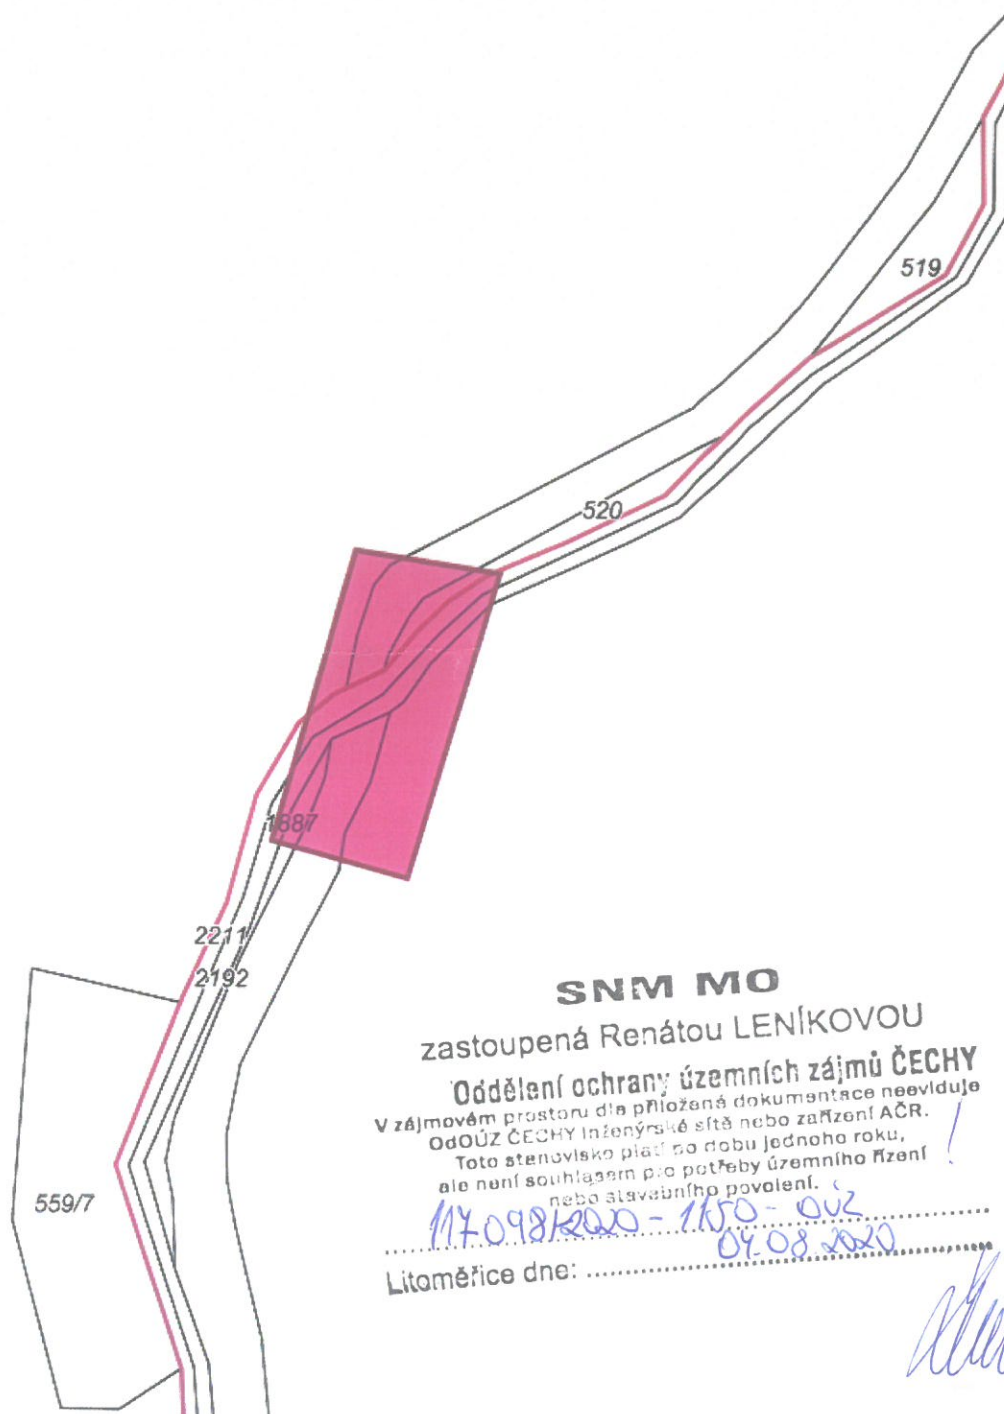 519
520
1887
2211
2192
559/7
SNM MO
zastoupená Renátou LENÍKOVOU
Oddělení ochrany územních zájmů ČECHY
V zájmovém prostoru dle přiložená dokumentace neeviduje
OdOÚZ ČECHY inženýrské sítě nebo zařízení AČR.
Toto stanovisko platí po dobu jednoho roku,
ale není souhlasem pro potřeby územního řízení !
nebo stavebního povolení.
117098/2020-1150-OÚZ
04.08.2020
Litoměřice dne: